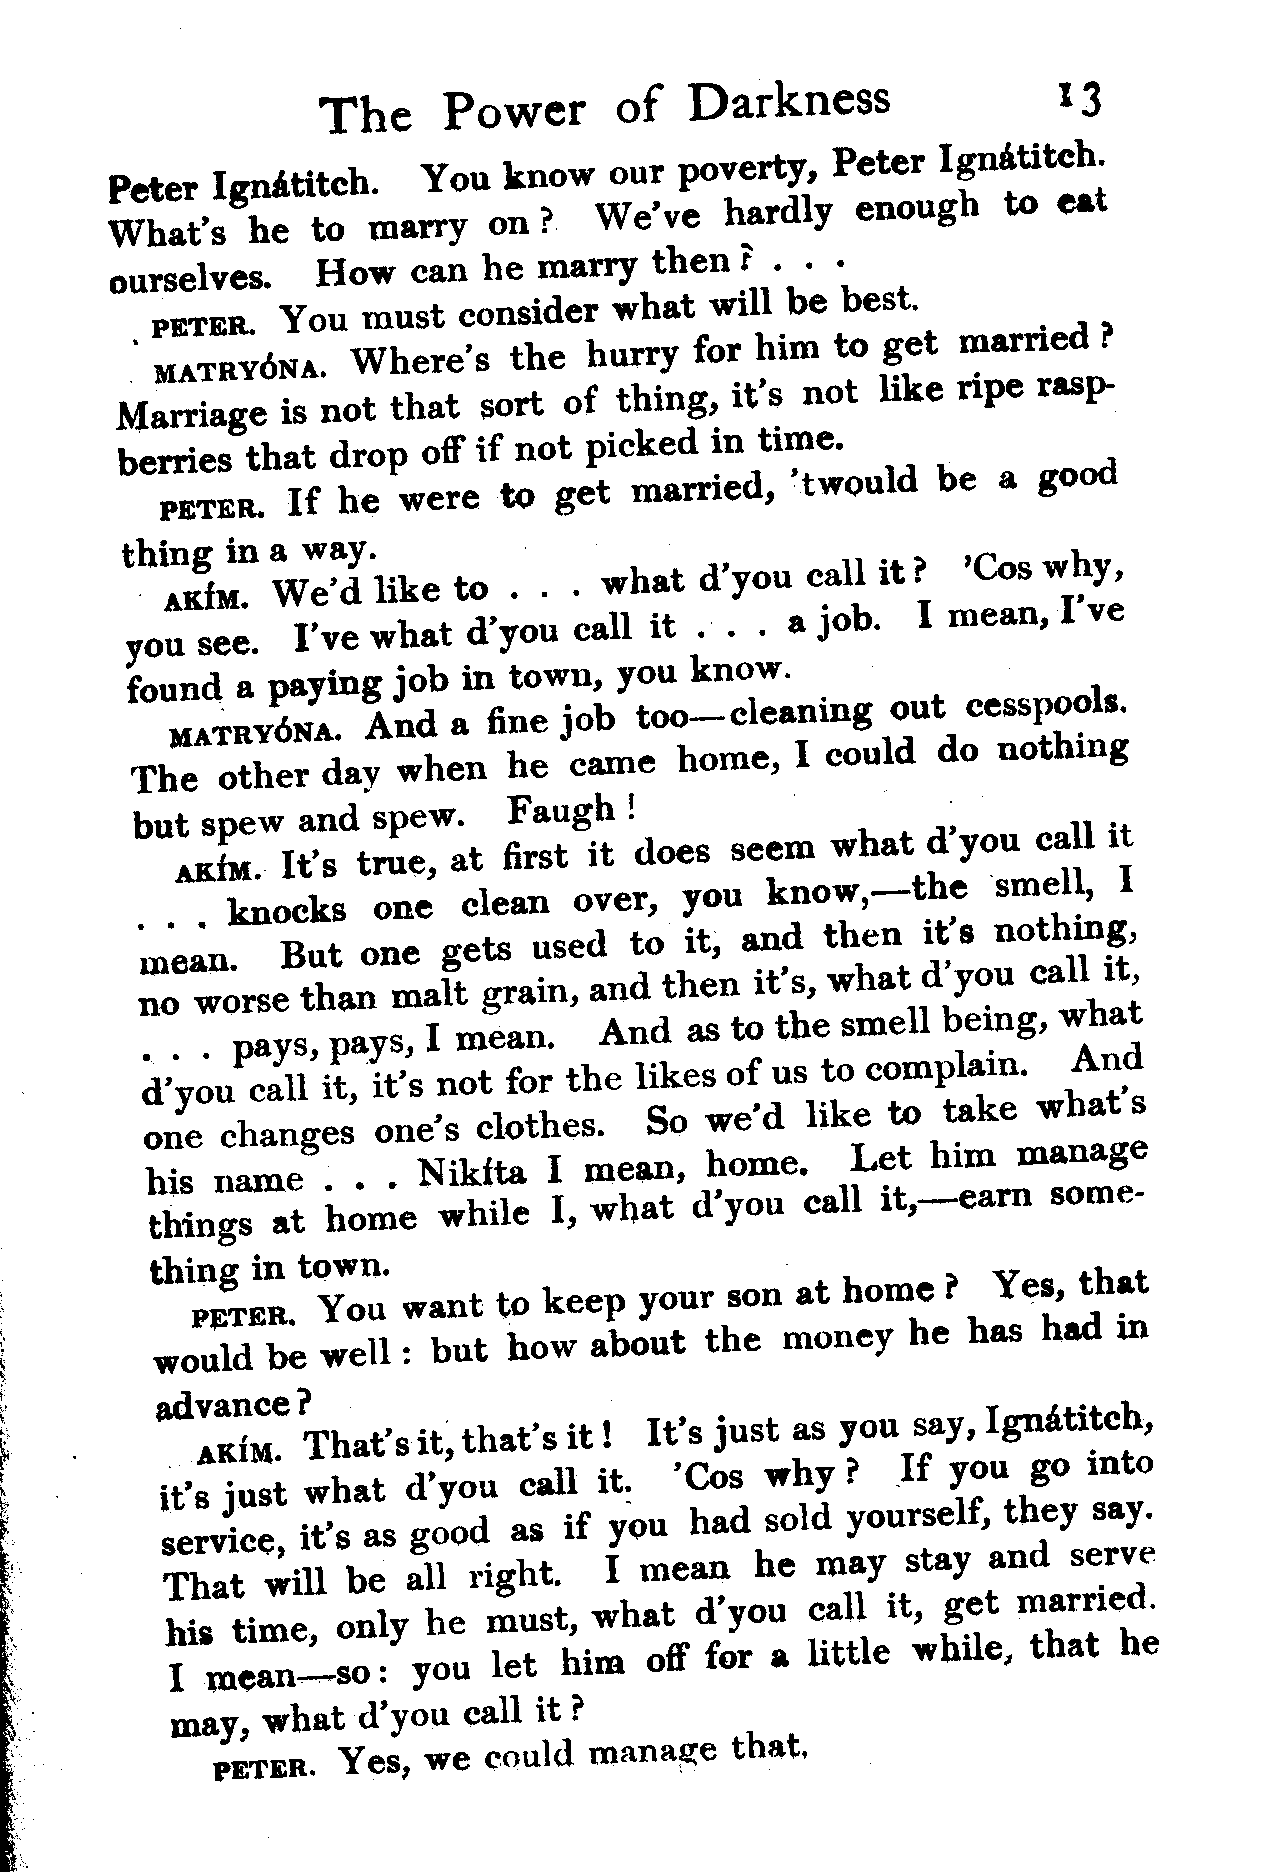 The Power of Darkness 13
Peter Ignátitch. You know our poverty, Peter Ignátitch.
What's he to marry on? We've hardly enough to eat
ourselves. How can he marry then? . . .
PETER. You must consider what will be best.
MATRYÓNA. Where's the hurry for him to get married?
Marriage is not that sort of thing, it's not like ripe rasp-
berries that drop off if not picked in time.
PETER. If he were to get married, 'twould be a good
thing in a way.
AKÍM. We'd like to . . . what d'you call it? 'Cos why,
you see. I've what d'you call it . . . a job. I mean, I've
found a paying job in town, you know.
MATRYÓNA. And a fine job too—cleaning out cesspools.
The other day when he came home, I could do nothing
but spew and spew. Faugh!
AKÍM. It's true, at first it does seem what d'you call it
. . . knocks one clean over, you know,—the smell, I
mean. But one gets used to it, and then it's nothing,
no worse than malt grain, and then it's, what d'you call it,
. . . pays, pays, I mean. And as to the smell being, what
d'you call it, it's not for the likes of us to complain. And
one changes one's clothes. So we'd like to take what's
his name . . . Nikíta I mean, home. Let him manage
things at home while I, what d'you call it,—earn some-
thing in town.
PETER. You want to keep your son at home? Yes, that
would be well: but how about the money he has had in
advance?
AKÍM. That's it, that's it! It's just as you say, Ignátitch,
it's just what d'you call it. 'Cos why? If you go into
service, it's as good as if you had sold yourself, they say.
That will be all right. I mean he may stay and serve
his time, only he must, what d'you call it, get married.
I mean—so: you let him off for a little while, that he
may, what d'you call it?
PETER. Yes, we could manage that.